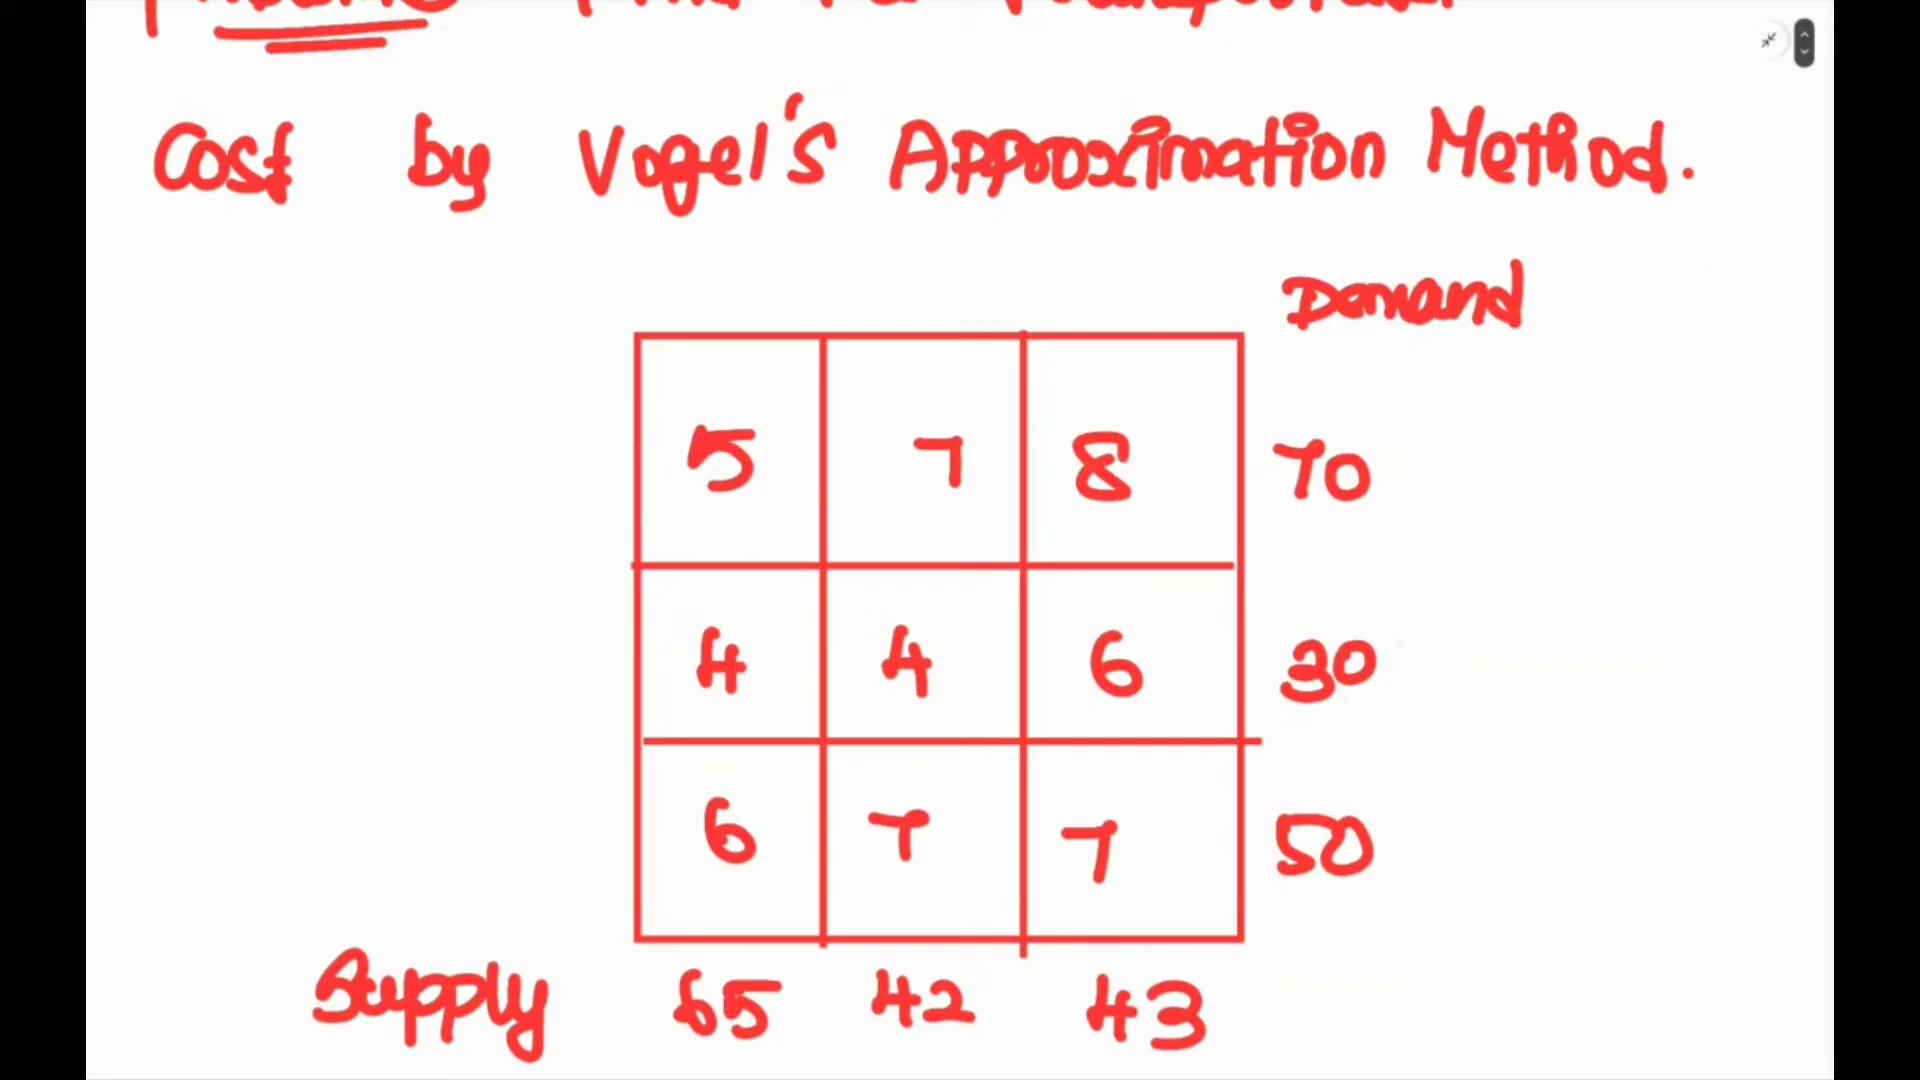 Cost by Vogel's Approximation Method.
Demand
5 7 8 70
4 4 6 30
6 7 7 50
Supply 65 42 43